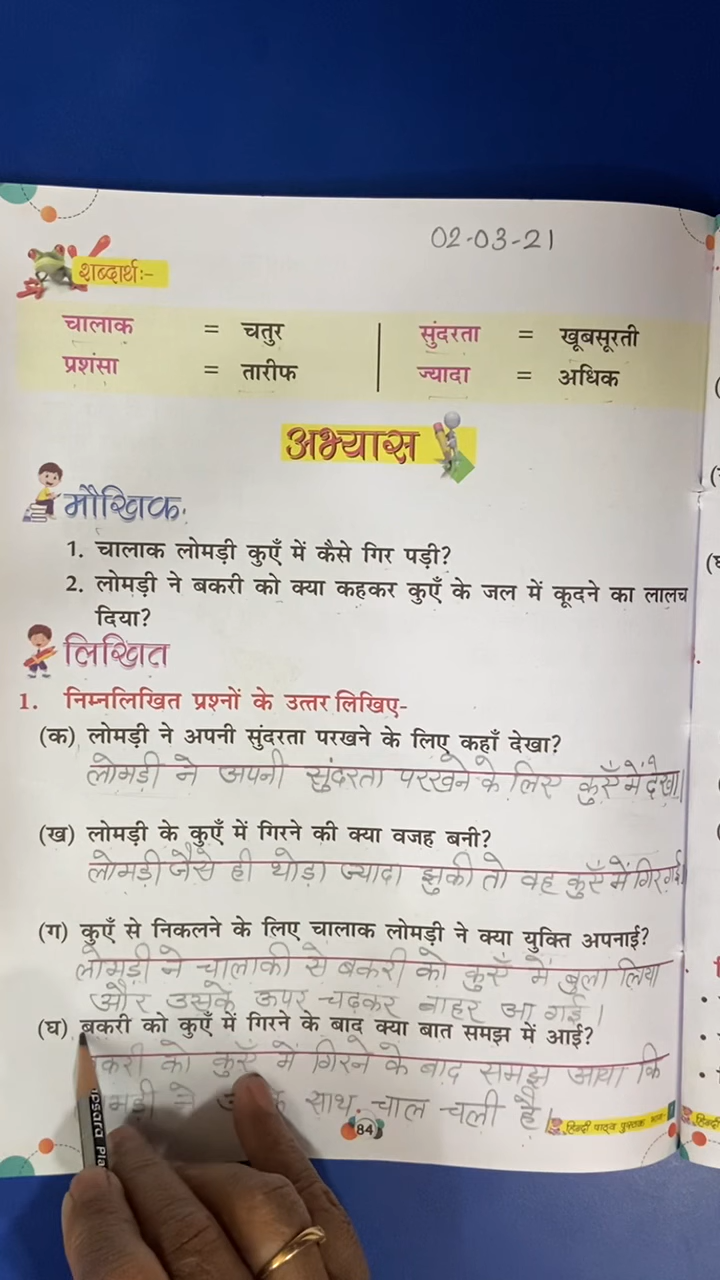 02-03-21
शब्दार्थ:-
चालाक = चतुर सुंदरता = खूबसूरती
प्रशंसा = तारीफ ज्यादा = अधिक
अभ्यास
मौखिक
1. चालाक लोमड़ी कुएँ में कैसे गिर पड़ी?
2. लोमड़ी ने बकरी को क्या कहकर कुएँ के जल में कूदने का लालच
दिया?
लिखित
1. निम्नलिखित प्रश्नों के उत्तर लिखिए-
(क) लोमड़ी ने अपनी सुंदरता परखने के लिए कहाँ देखा?
लोमड़ी ने अपनी सुंदरता परखने के लिए कुएँ में देखा।
(ख) लोमड़ी के कुएँ में गिरने की क्या वजह बनी?
लोमड़ी जैसे ही थोड़ा ज्यादा झुकी तो वह कुएँ में गिर गई।
(ग) कुएँ से निकलने के लिए चालाक लोमड़ी ने क्या युक्ति अपनाई?
लोमड़ी ने चालाकी से बकरी को कुएँ में बुला लिया
और उसके ऊपर चढ़कर बाहर आ गई।
(घ) बकरी को कुएँ में गिरने के बाद क्या बात समझ में आई?
को कुएँ में गिरने के बाद समझ आया कि
ने साथ चाल चली है।
84
हिन्दी पाठ्य पुस्तक भाग